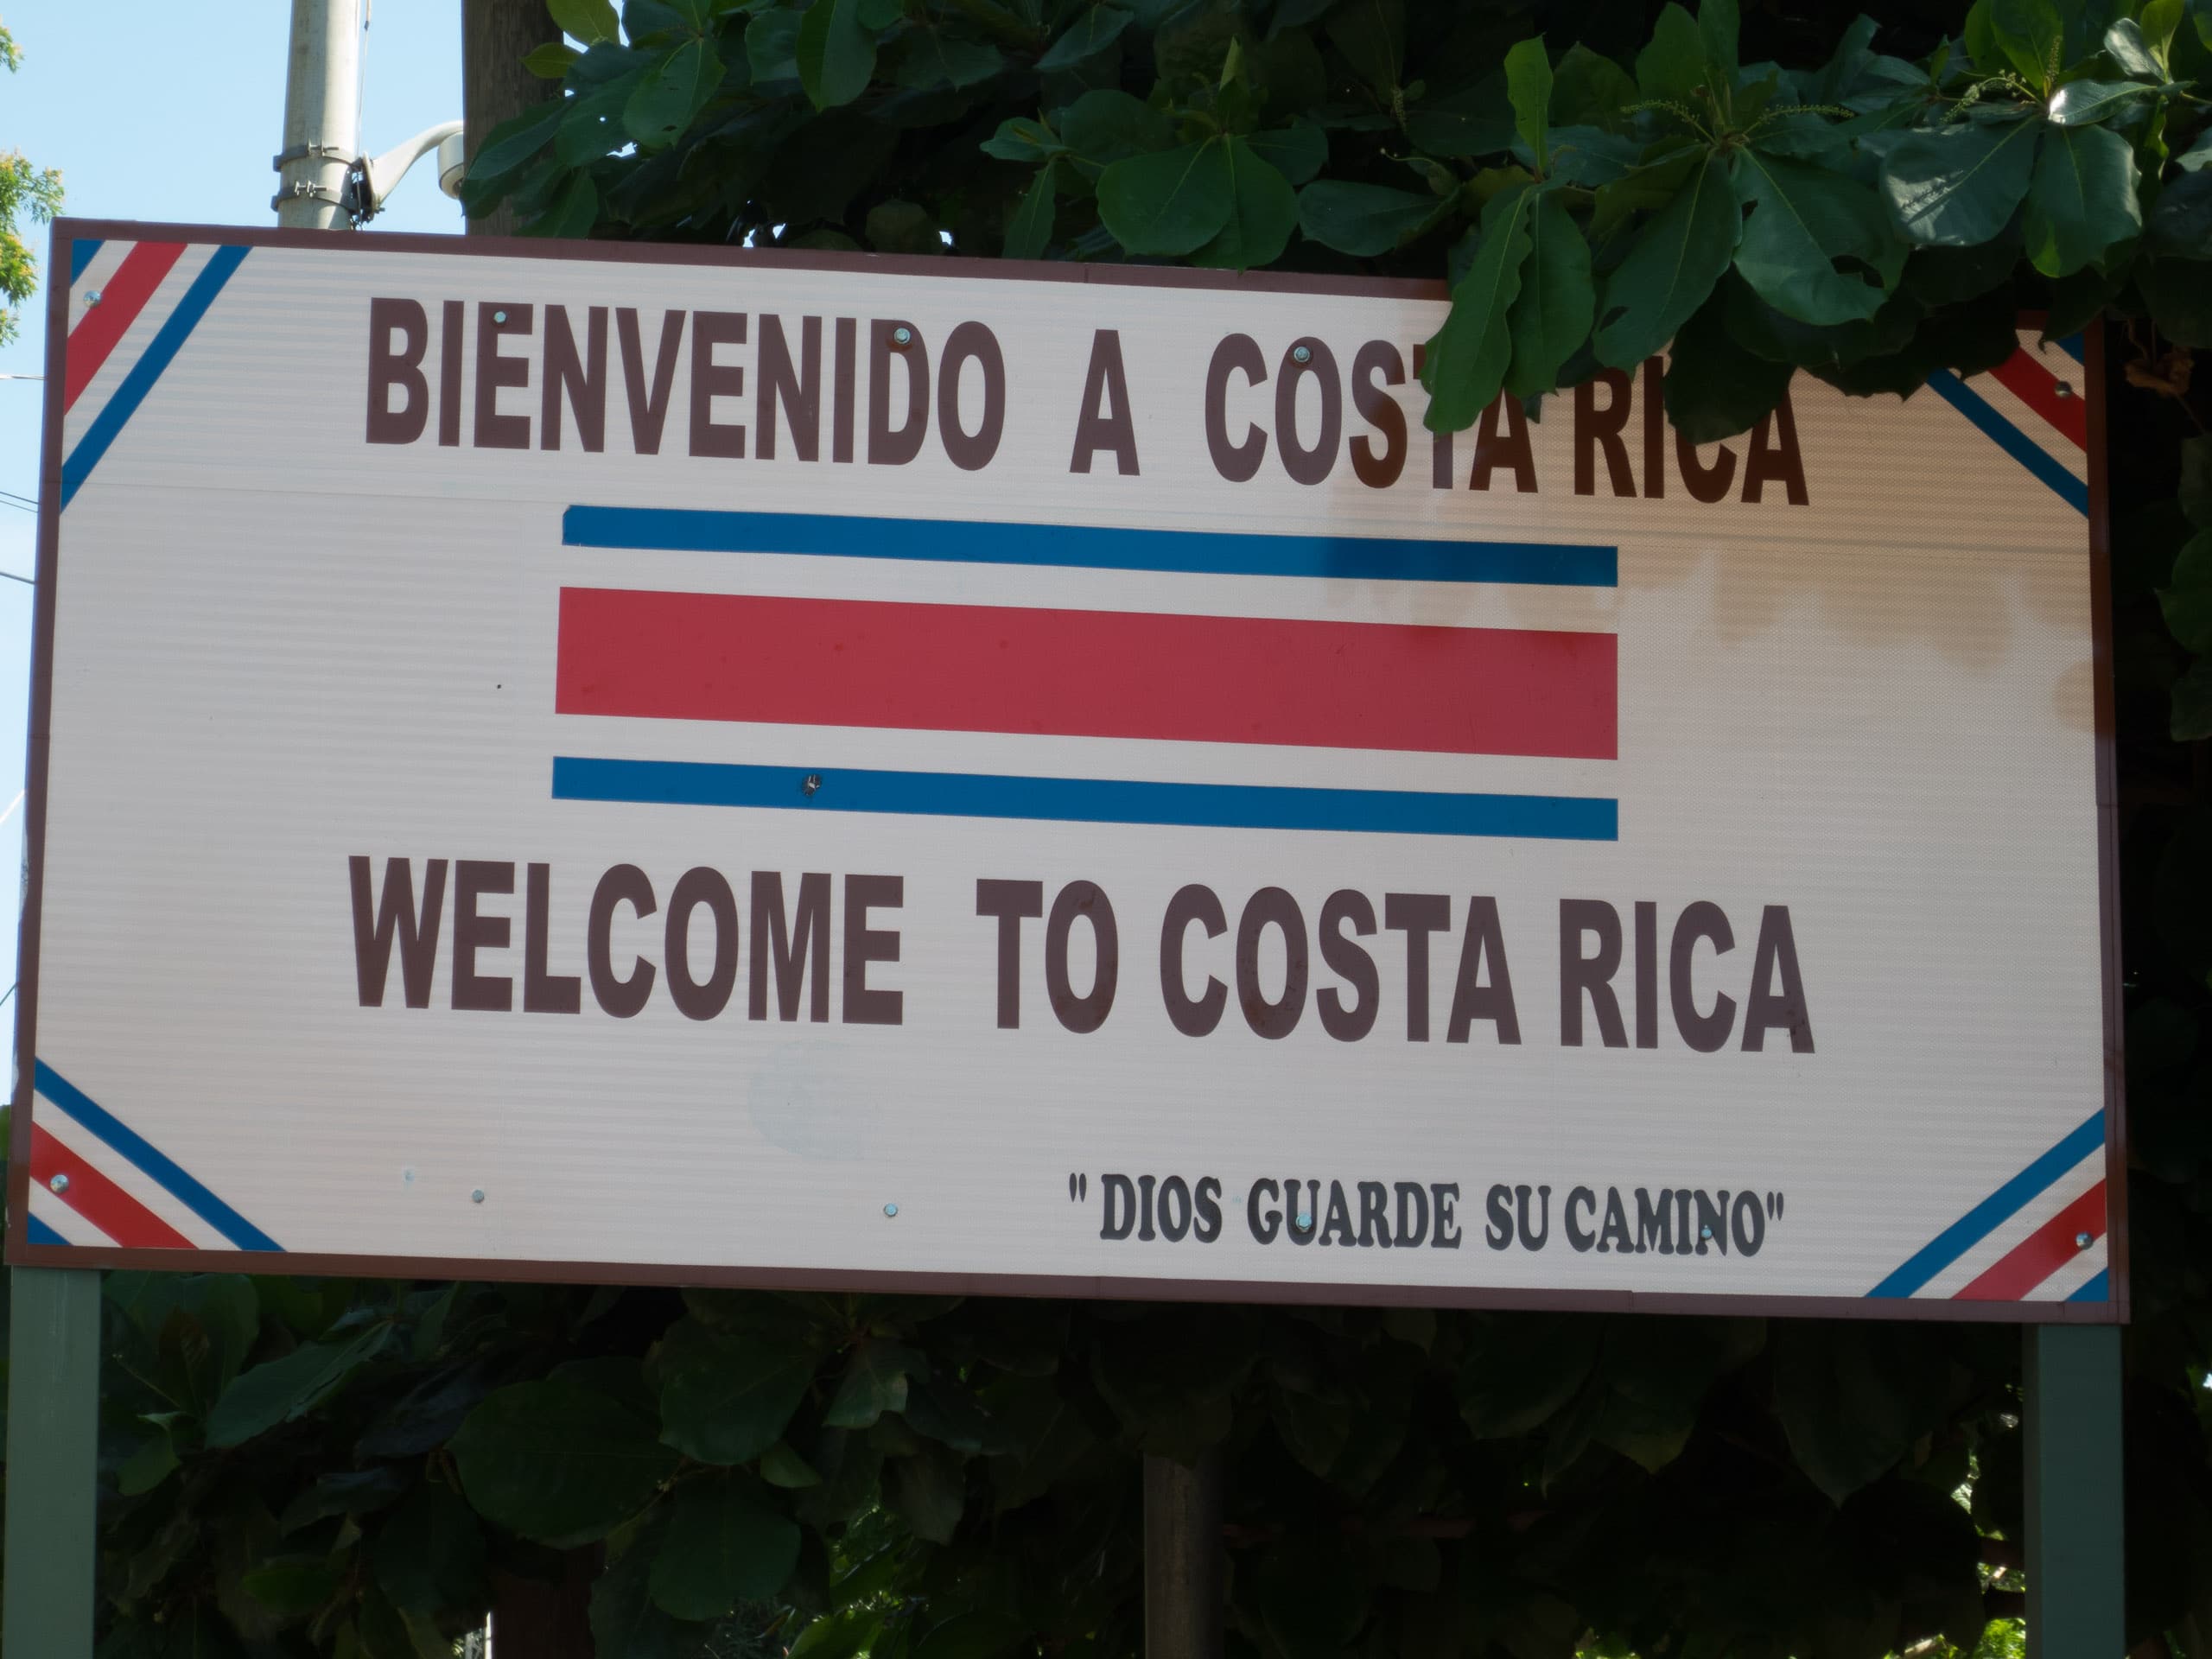 BIENVENIDO A COSTA RICA
WELCOME TO COSTA RICA
" DIOS GUARDE SU CAMINO"